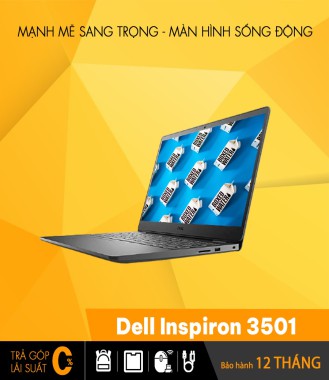 MẠNH MẼ SANG TRỌNG - MÀN HÌNH SỐNG ĐỘNG
Dell Inspiron 3501
TRẢ GÓP
LÃI SUẤT 0%
Bảo hành 12 THÁNG